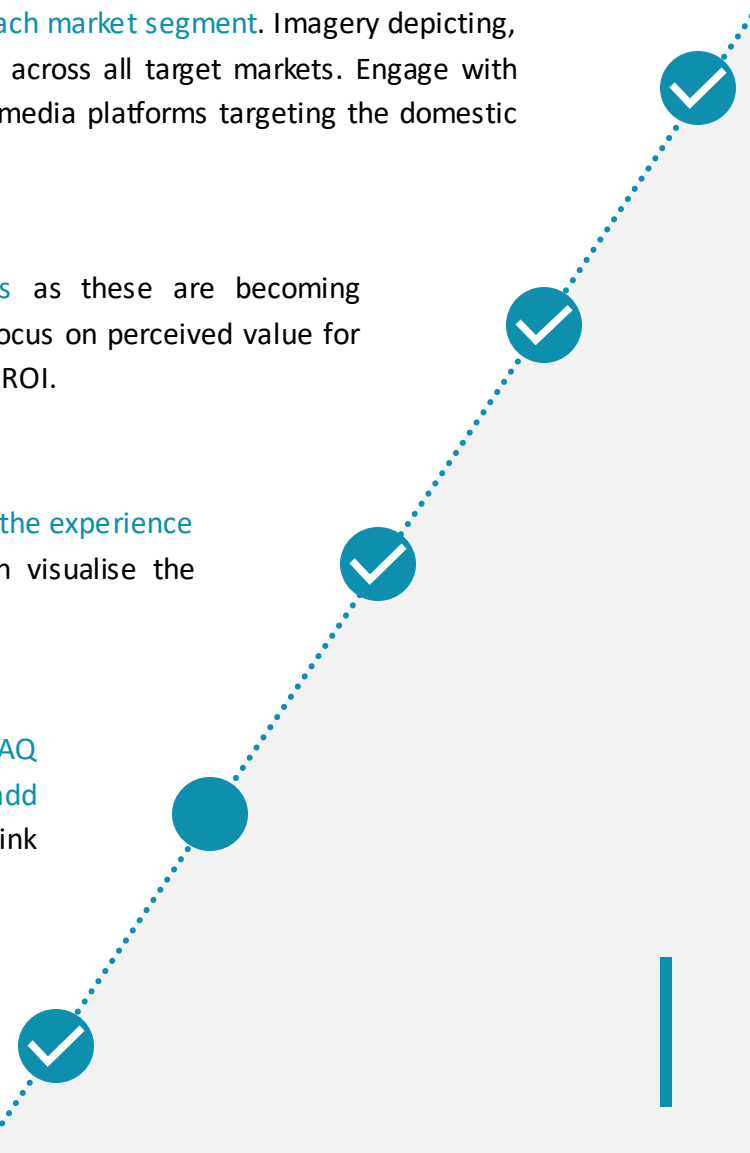 ach market segment. Imagery depicting,
across all target markets. Engage with
media platforms targeting the domestic
s as these are becoming
ocus on perceived value for
ROI.
the experience
n visualise the
AQ
add
ink